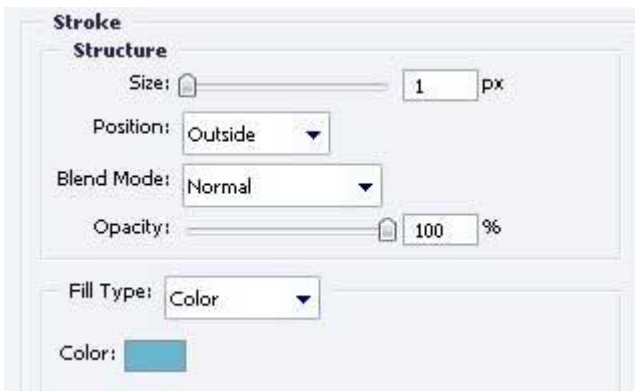 Stroke
Structure
Size: 1 px
Position: Outside
Blend Mode: Normal
Opacity: 100 %
Fill Type: Color
Color: